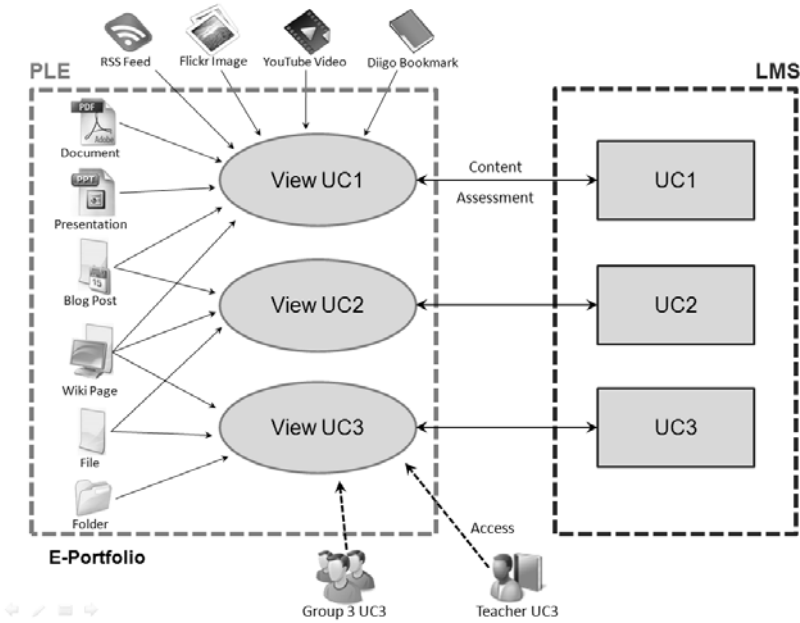 RSS Feed
Flickr Image
YouTube Video
Diigo Bookmark
PLE
LMS
PDF
Adobe
Document
PPT
Presentation
15
Blog Post
Wiki Page
File
Folder
View UC1
View UC2
View UC3
Content
Assessment
UC1
UC2
UC3
Access
E-Portfolio
Group 3 UC3
Teacher UC3